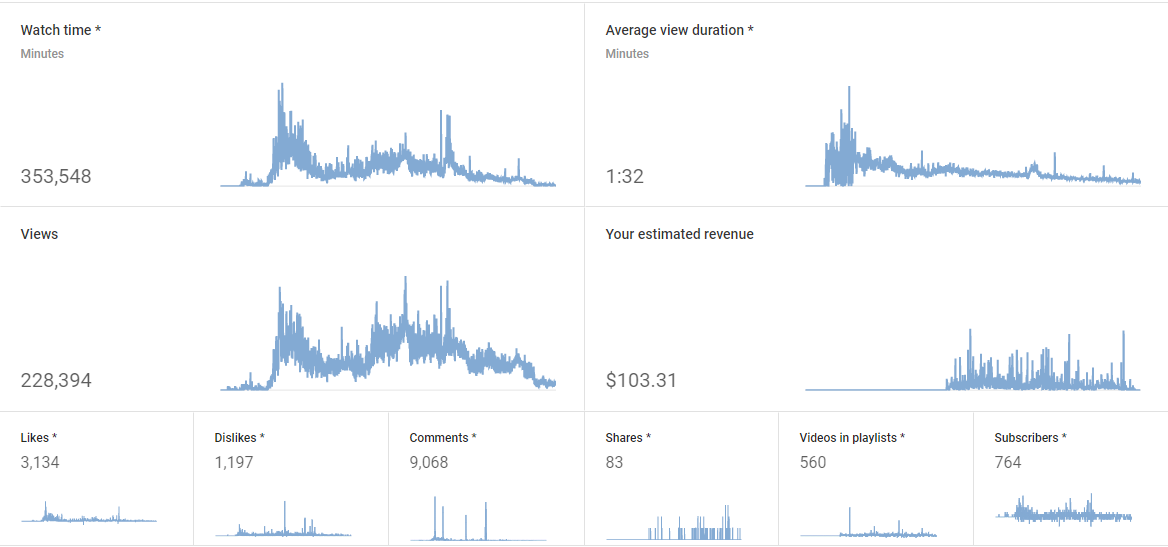 Watch time *
Minutes
353,548
Average view duration *
Minutes
1:32
Views
228,394
Your estimated revenue
$103.31
Likes *
3,134
Dislikes *
1,197
Comments *
9,068
Shares *
83
Videos in playlists *
560
Subscribers *
764